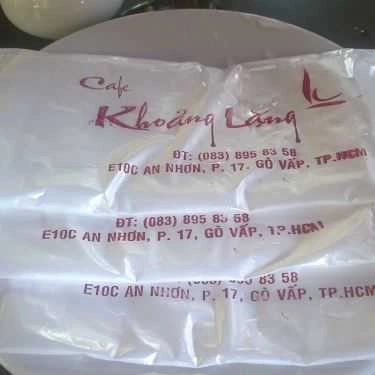 Cafe
Khoảng Lặng
ĐT: (083) 895 83 58
E10C AN NHƠN, P. 17. GÒ VẤP, TP.HCM
ĐT: (083) 895 83 58
E10C AN NHƠN, P. 17, GÒ VẤP, TP.HCM
83 58
E10C AN NHƠN, P. 17, GÒ VẤP, TP.HCM